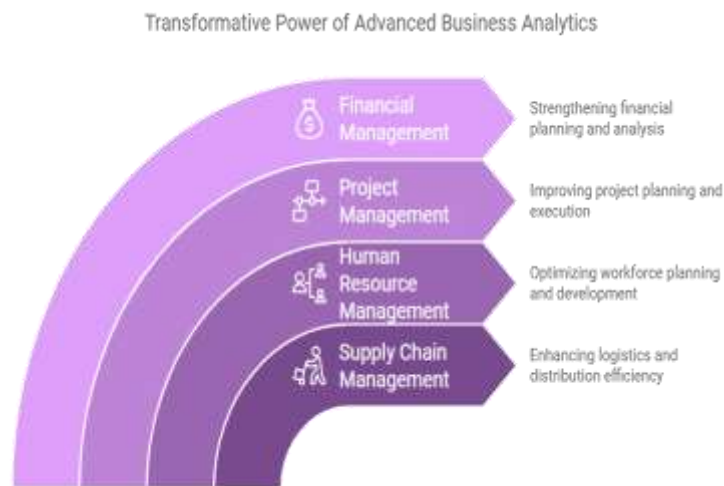 Transformative Power of Advanced Business Analytics
Financial
Management
Strengthening financial
planning and analysis
Project
Management
Improving project planning and
execution
Human
Resource
Management
Optimizing workforce planning
and development
Supply Chain
Management
Enhancing logistics and
distribution efficiency